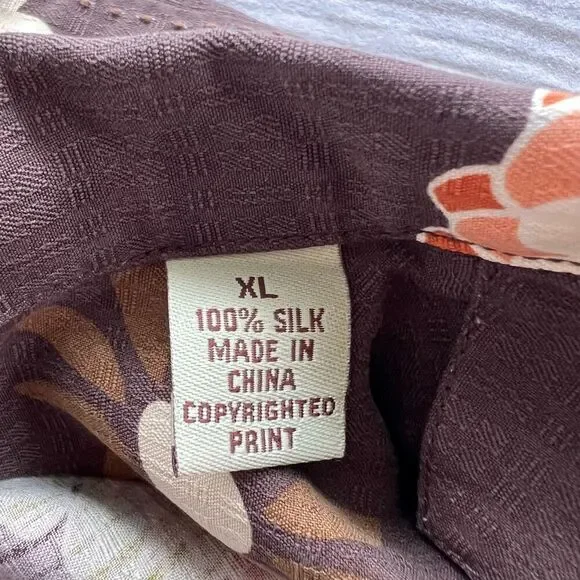 XL
100% SILK
MADE IN
CHINA
COPYRIGHTED
PRINT